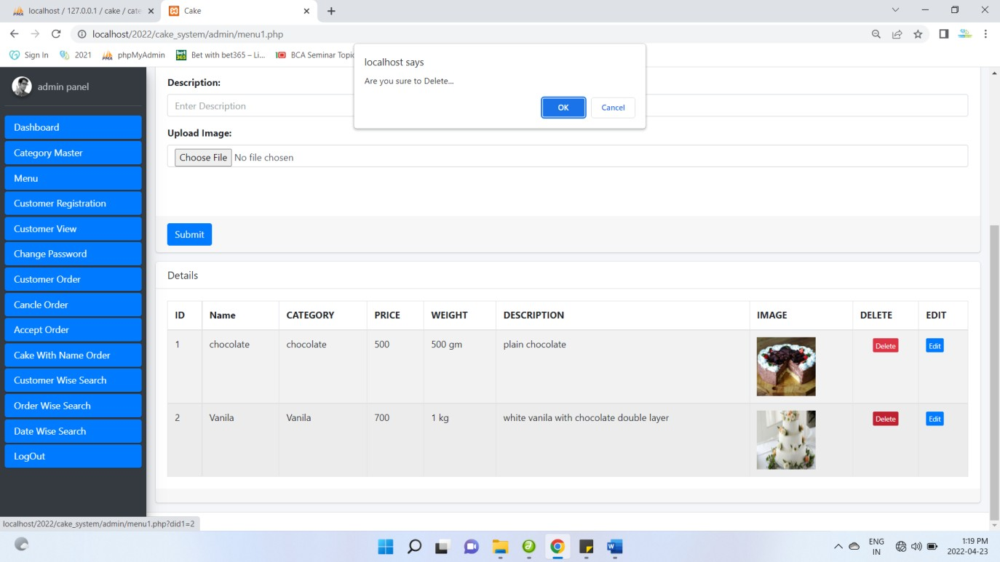 localhost / 127.0.0.1 / cake / cate
Cake
localhost/2022/cake_system/admin/menu1.php
Sign In 2021 phpMyAdmin Bet with bet365 – Li... BCA Seminar Topic
localhost says
Are you sure to Delete...
OK Cancel
admin panel
Dashboard
Category Master
Menu
Customer Registration
Customer View
Change Password
Customer Order
Cancle Order
Accept Order
Cake With Name Order
Customer Wise Search
Order Wise Search
Date Wise Search
LogOut
Description:
Enter Description
Upload Image:
Choose File No file chosen
Submit
Details
ID Name CATEGORY PRICE WEIGHT DESCRIPTION IMAGE DELETE EDIT
1 chocolate chocolate 500 500 gm plain chocolate Delete Edit
2 Vanila Vanila 700 1 kg white vanila with chocolate double layer Delete Edit
localhost/2022/cake_system/admin/menu1.php?did1=2
ENG
IN
1:19 PM
2022-04-23